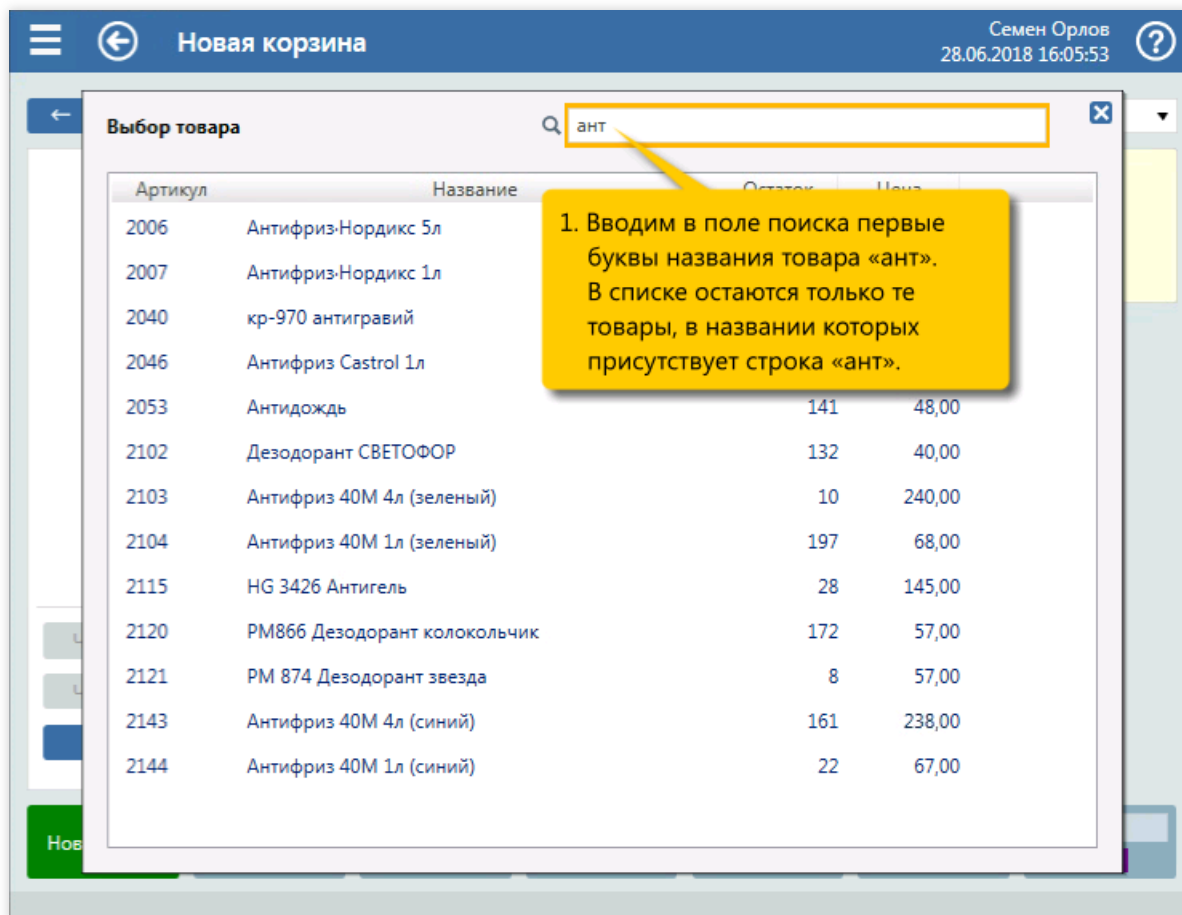 Новая корзина
Семен Орлов
28.06.2018 16:05:53
Выбор товара
ант
Артикул Название Остаток Цена
2006 Антифриз-Нордикс 5л
2007 Антифриз-Нордикс 1л
2040 кр-970 антигравий
2046 Антифриз Castrol 1л
1. Вводим в поле поиска первые
буквы названия товара «ант».
В списке остаются только те
товары, в названии которых
присутствует строка «ант».
2053 Антидождь 141 48,00
2102 Дезодорант СВЕТОФОР 132 40,00
2103 Антифриз 40М 4л (зеленый) 10 240,00
2104 Антифриз 40М 1л (зеленый) 197 68,00
2115 HG 3426 Антигель 28 145,00
2120 РМ866 Дезодорант колокольчик 172 57,00
2121 РМ 874 Дезодорант звезда 8 57,00
2143 Антифриз 40М 4л (синий) 161 238,00
2144 Антифриз 40М 1л (синий) 22 67,00
Нов